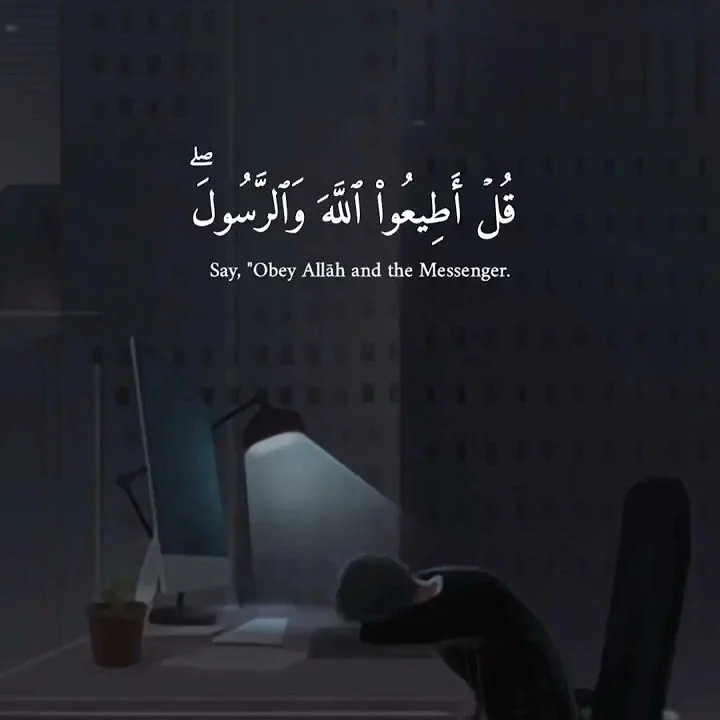 قُلۡ أَطِيعُواْ ٱللَّهَ وَٱلرَّسُولَۖ
Say, "Obey Allāh and the Messenger.